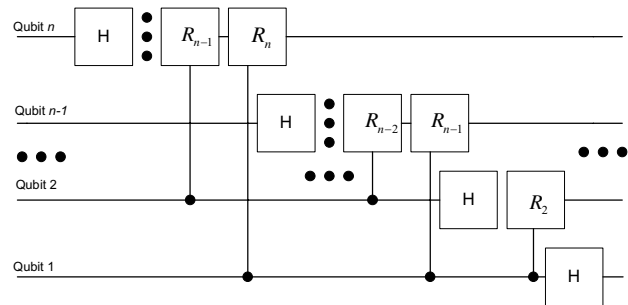 Qubit n
H
R_{n-1}
R_n
Qubit n-1
H
R_{n-2}
R_{n-1}
Qubit 2
H
R_2
Qubit 1
H